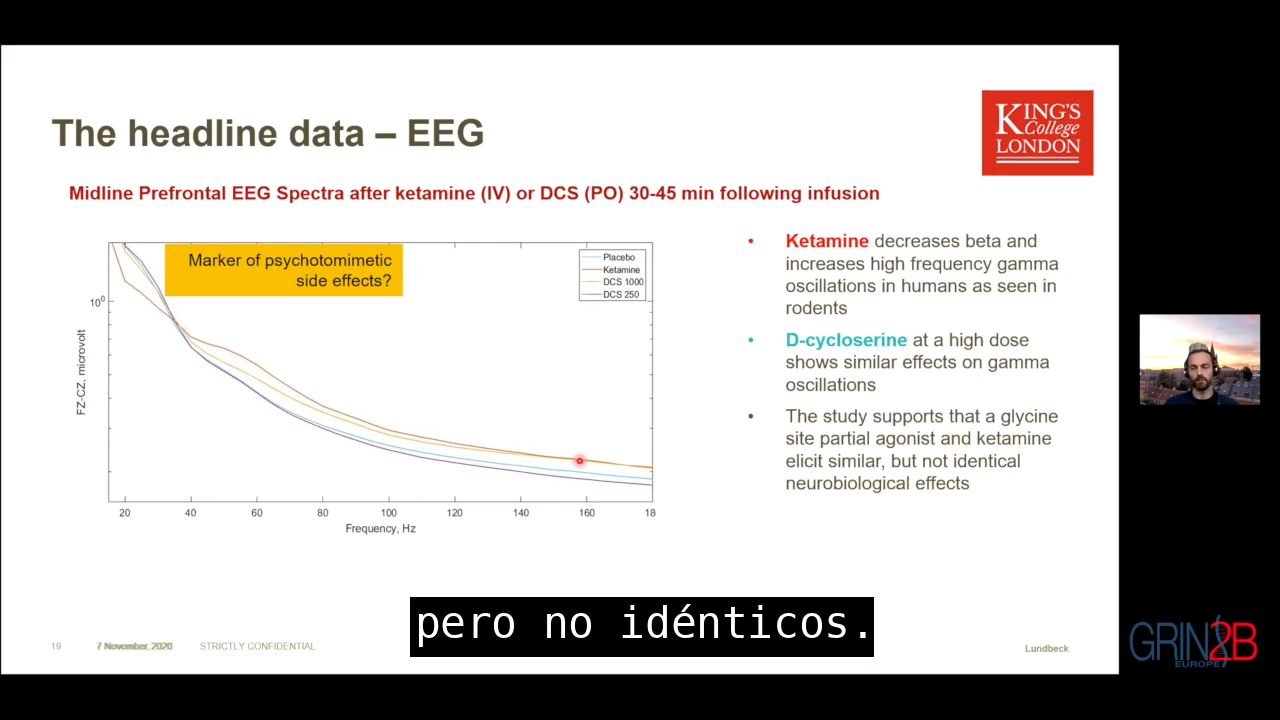 The headline data – EEG
KING'S
College
LONDON
Midline Prefrontal EEG Spectra after ketamine (IV) or DCS (PO) 30-45 min following infusion
Marker of psychotomimetic
side effects?
Placebo
Ketamine
DCS 1000
DCS 250
10⁰
FZ-CZ, microvolt
20 40 60 80 100 120 140 160 18
Frequency, Hz
• Ketamine decreases beta and
increases high frequency gamma
oscillations in humans as seen in
rodents
• D-cycloserine at a high dose
shows similar effects on gamma
oscillations
• The study supports that a glycine
site partial agonist and ketamine
elicit similar, but not identical
neurobiological effects
pero no idénticos.
19 7 November, 2020 STRICTLY CONFIDENTIAL
Lundbeck
GRIN2B
EUROPE